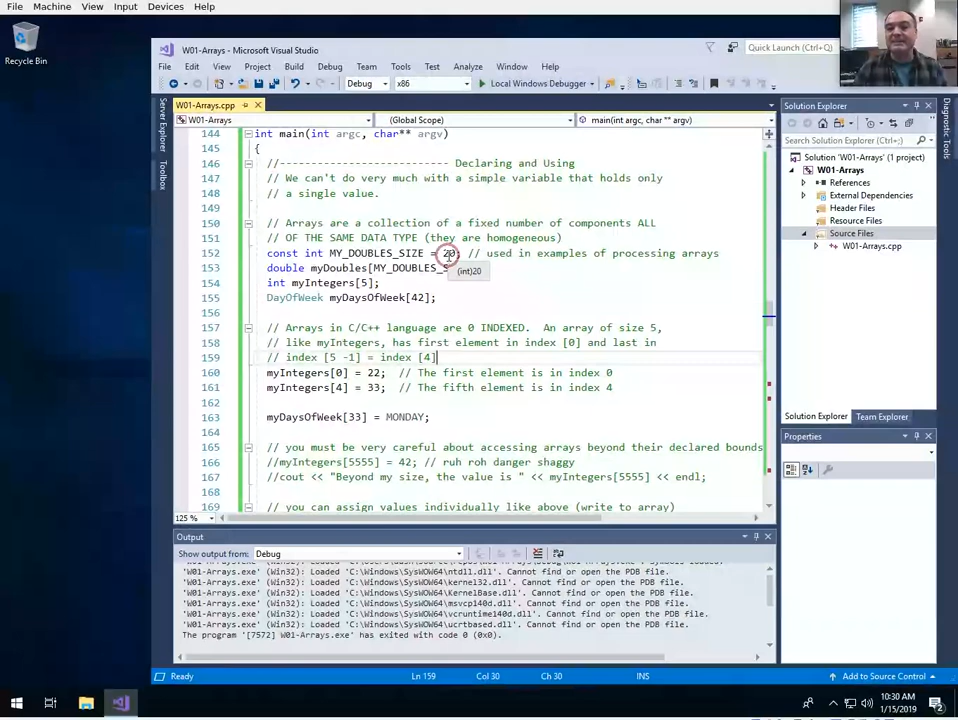 File Machine View Input Devices Help
Recycle Bin
W01-Arrays - Microsoft Visual Studio
Quick Launch (Ctrl+Q)
File Edit View Project Build Debug Team Tools Test Analyze Window Help
Debug x86 Local Windows Debugger
W01-Arrays.cpp
W01-Arrays (Global Scope) main(int argc, char ** argv)
Server Explorer
Toolbox
144 int main(int argc, char** argv)
145 {
146 //--------------------------- Declaring and Using
147 // We can't do very much with a simple variable that holds only
148 // a single value.
149
150 // Arrays are a collection of a fixed number of components ALL
151 // OF THE SAME DATA TYPE (they are homogeneous)
152 const int MY_DOUBLES_SIZE = 20; // used in examples of processing arrays
153 double myDoubles[MY_DOUBLES_S
(int)20
154 int myIntegers[5];
155 DayOfWeek myDaysOfWeek[42];
156
157 // Arrays in C/C++ language are 0 INDEXED. An array of size 5,
158 // like myIntegers, has first element in index [0] and last in
159 // index [5 -1] = index [4]
160 myIntegers[0] = 22; // The first element is in index 0
161 myIntegers[4] = 33; // The fifth element is in index 4
162
163 myDaysOfWeek[33] = MONDAY;
164
165 // you must be very careful about accessing arrays beyond their declared bounds
166 //myIntegers[5555] = 42; // ruh roh danger shaggy
167 //cout << "Beyond my size, the value is " << myIntegers[5555] << endl;
168
169 // you can assign values individually like above (write to array)
125 %
Solution Explorer
Search Solution Explorer (Ctrl+;)
Solution 'W01-Arrays' (1 project)
W01-Arrays
References
External Dependencies
Header Files
Resource Files
Source Files
W01-Arrays.cpp
Solution Explorer Team Explorer
Properties
Diagnostic Tools
Output
Show output from: Debug
'W01-Arrays.exe' (Win32): Loaded 'C:\Windows\SysWOW64\ntdll.dll'. Cannot find or open the PDB file.
'W01-Arrays.exe' (Win32): Loaded 'C:\Windows\SysWOW64\kernel32.dll'. Cannot find or open the PDB file.
'W01-Arrays.exe' (Win32): Loaded 'C:\Windows\SysWOW64\KernelBase.dll'. Cannot find or open the PDB file.
'W01-Arrays.exe' (Win32): Loaded 'C:\Windows\SysWOW64\msvcp140d.dll'. Cannot find or open the PDB file.
'W01-Arrays.exe' (Win32): Loaded 'C:\Windows\SysWOW64\vcruntime140d.dll'. Cannot find or open the PDB file.
'W01-Arrays.exe' (Win32): Loaded 'C:\Windows\SysWOW64\ucrtbased.dll'. Cannot find or open the PDB file.
The program '[7572] W01-Arrays.exe' has exited with code 0 (0x0).
Ready Ln 159 Col 30 Ch 30 INS Add to Source Control
10:30 AM
1/15/2019
2